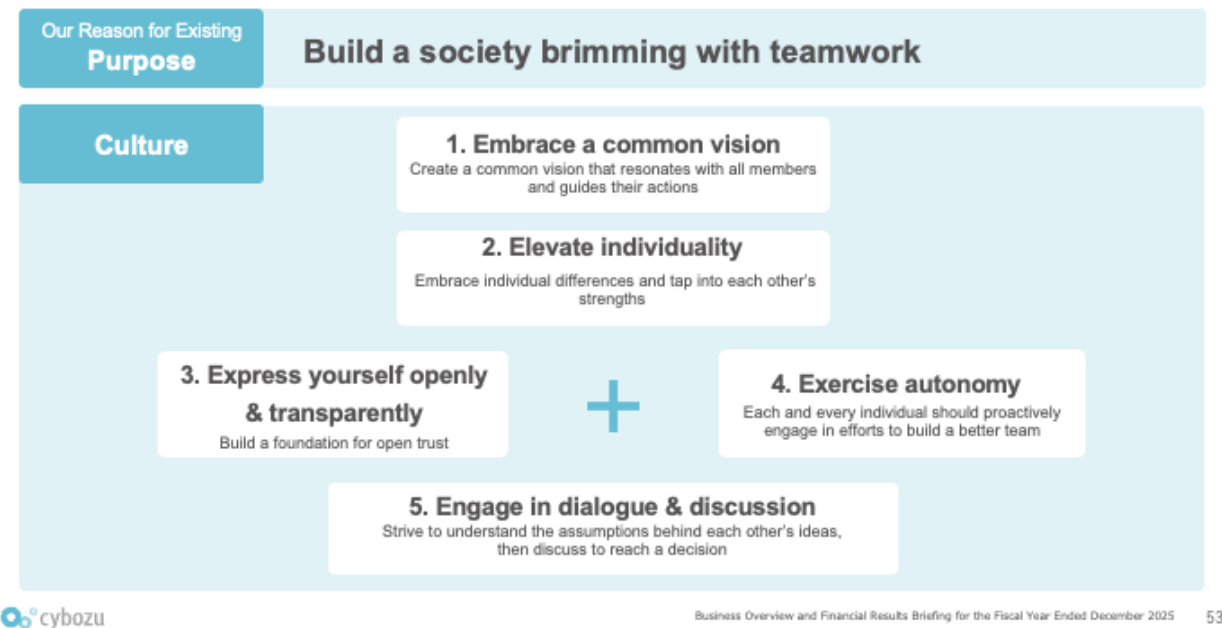 Our Reason for Existing
Purpose
Build a society brimming with teamwork
Culture
1. Embrace a common vision
Create a common vision that resonates with all members
and guides their actions
2. Elevate individuality
Embrace individual differences and tap into each other's
strengths
3. Express yourself openly
& transparently
Build a foundation for open trust
+
4. Exercise autonomy
Each and every individual should proactively
engage in efforts to build a better team
5. Engage in dialogue & discussion
Strive to understand the assumptions behind each other's ideas,
then discuss to reach a decision
cybozu
Business Overview and Financial Results Briefing for the Fiscal Year Ended December 2025
53